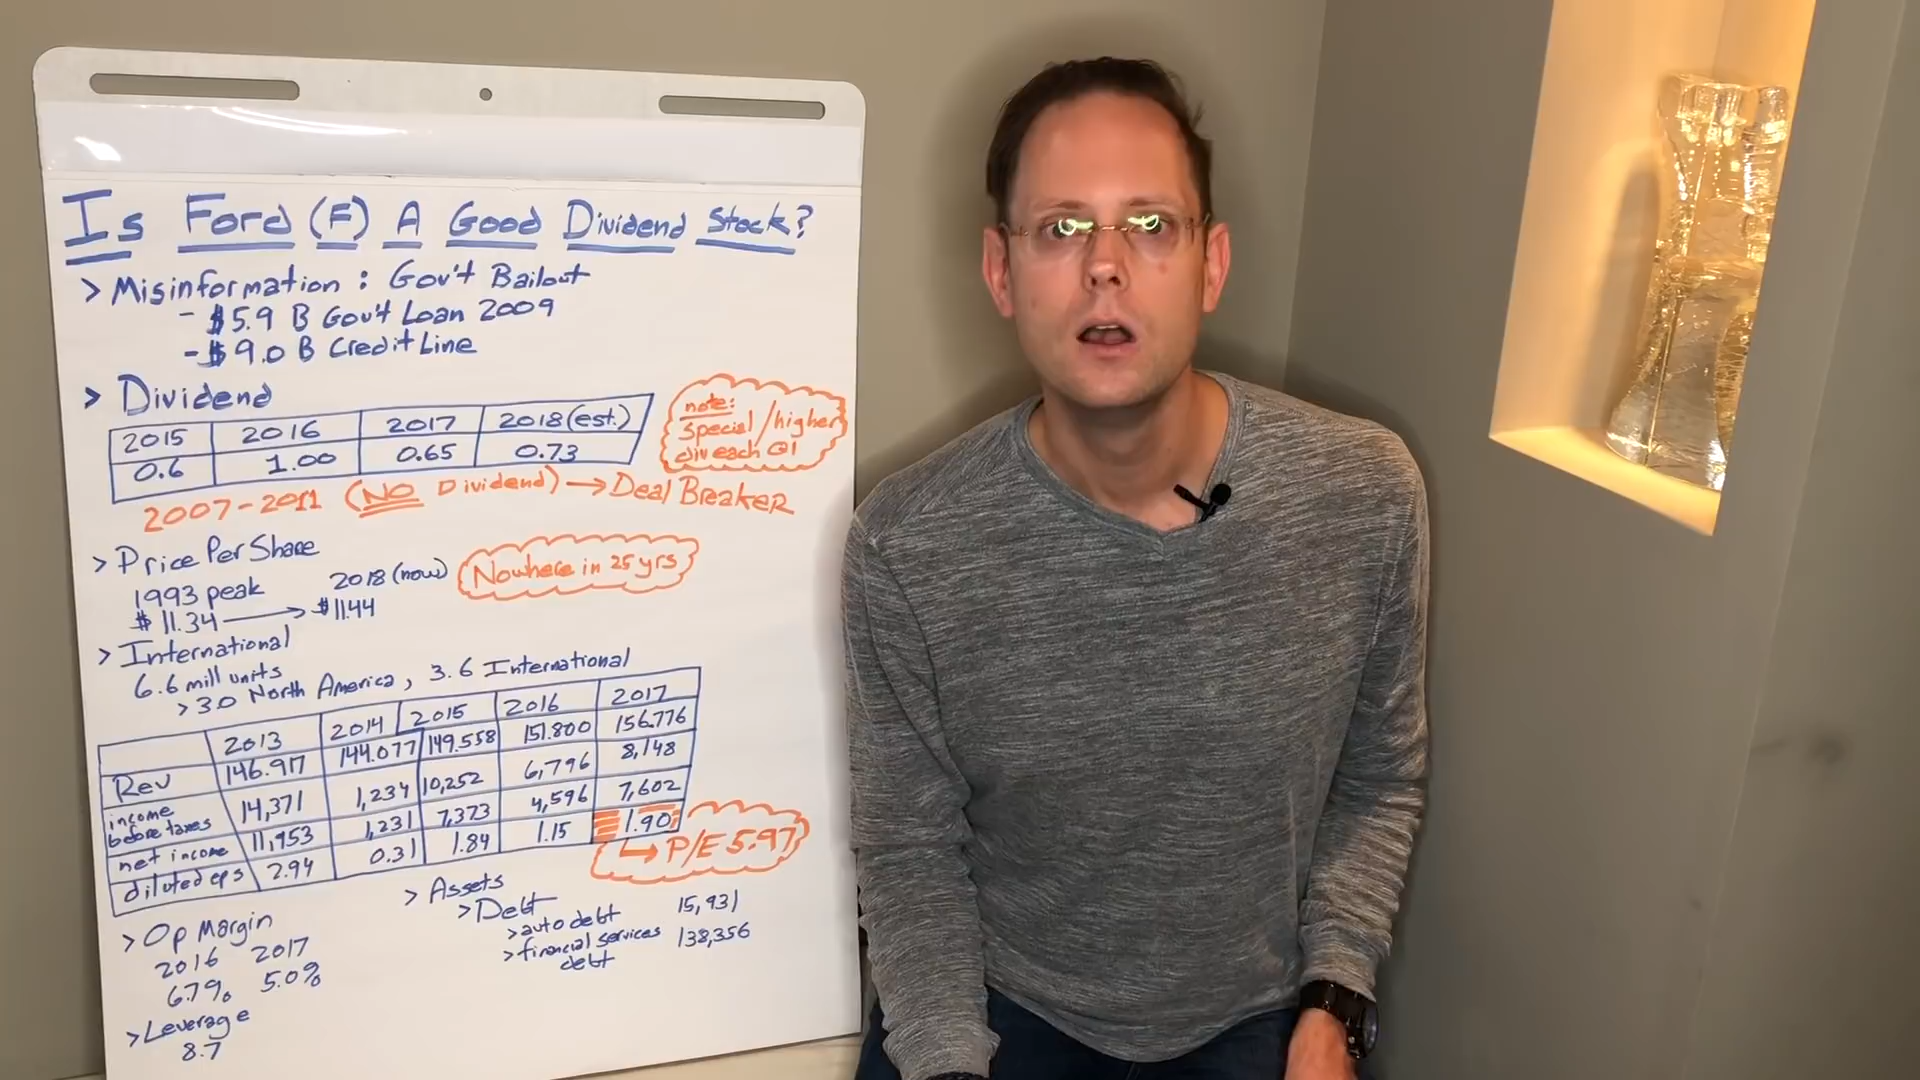 Is Ford (F) A Good Dividend Stock?
> Misinformation : Gov't Bailout
- $5.9 B Gov't Loan 2009
- $9.0 B Credit Line
> Dividend
2015 2016 2017 2018 (est.)
0.6 1.00 0.65 0.73
note:
Special/higher
div each Q1
2007-2011 (NO Dividend) → Deal Breaker
> Price Per Share
1993 peak 2018 (now)
$11.34 → $11.44
Nowhere in 25 yrs
> International
6.6 mill units
> 3.0 North America, 3.6 International
2013 2014 2015 2016 2017
Rev 146.917 144.077 149.558 151.800 156.776
income before taxes 14,371 1,234 10,252 6,796 8,148
net income 11,953 1,231 7,373 4,596 7,602
diluted eps 2.94 0.31 1.84 1.15 1.90
→ P/E 5.97
> Op Margin
2016 2017
6.7% 5.0%
> Leverage
8.7
> Assets
> Debt
> auto debt 15,931
> financial services debt 138,356